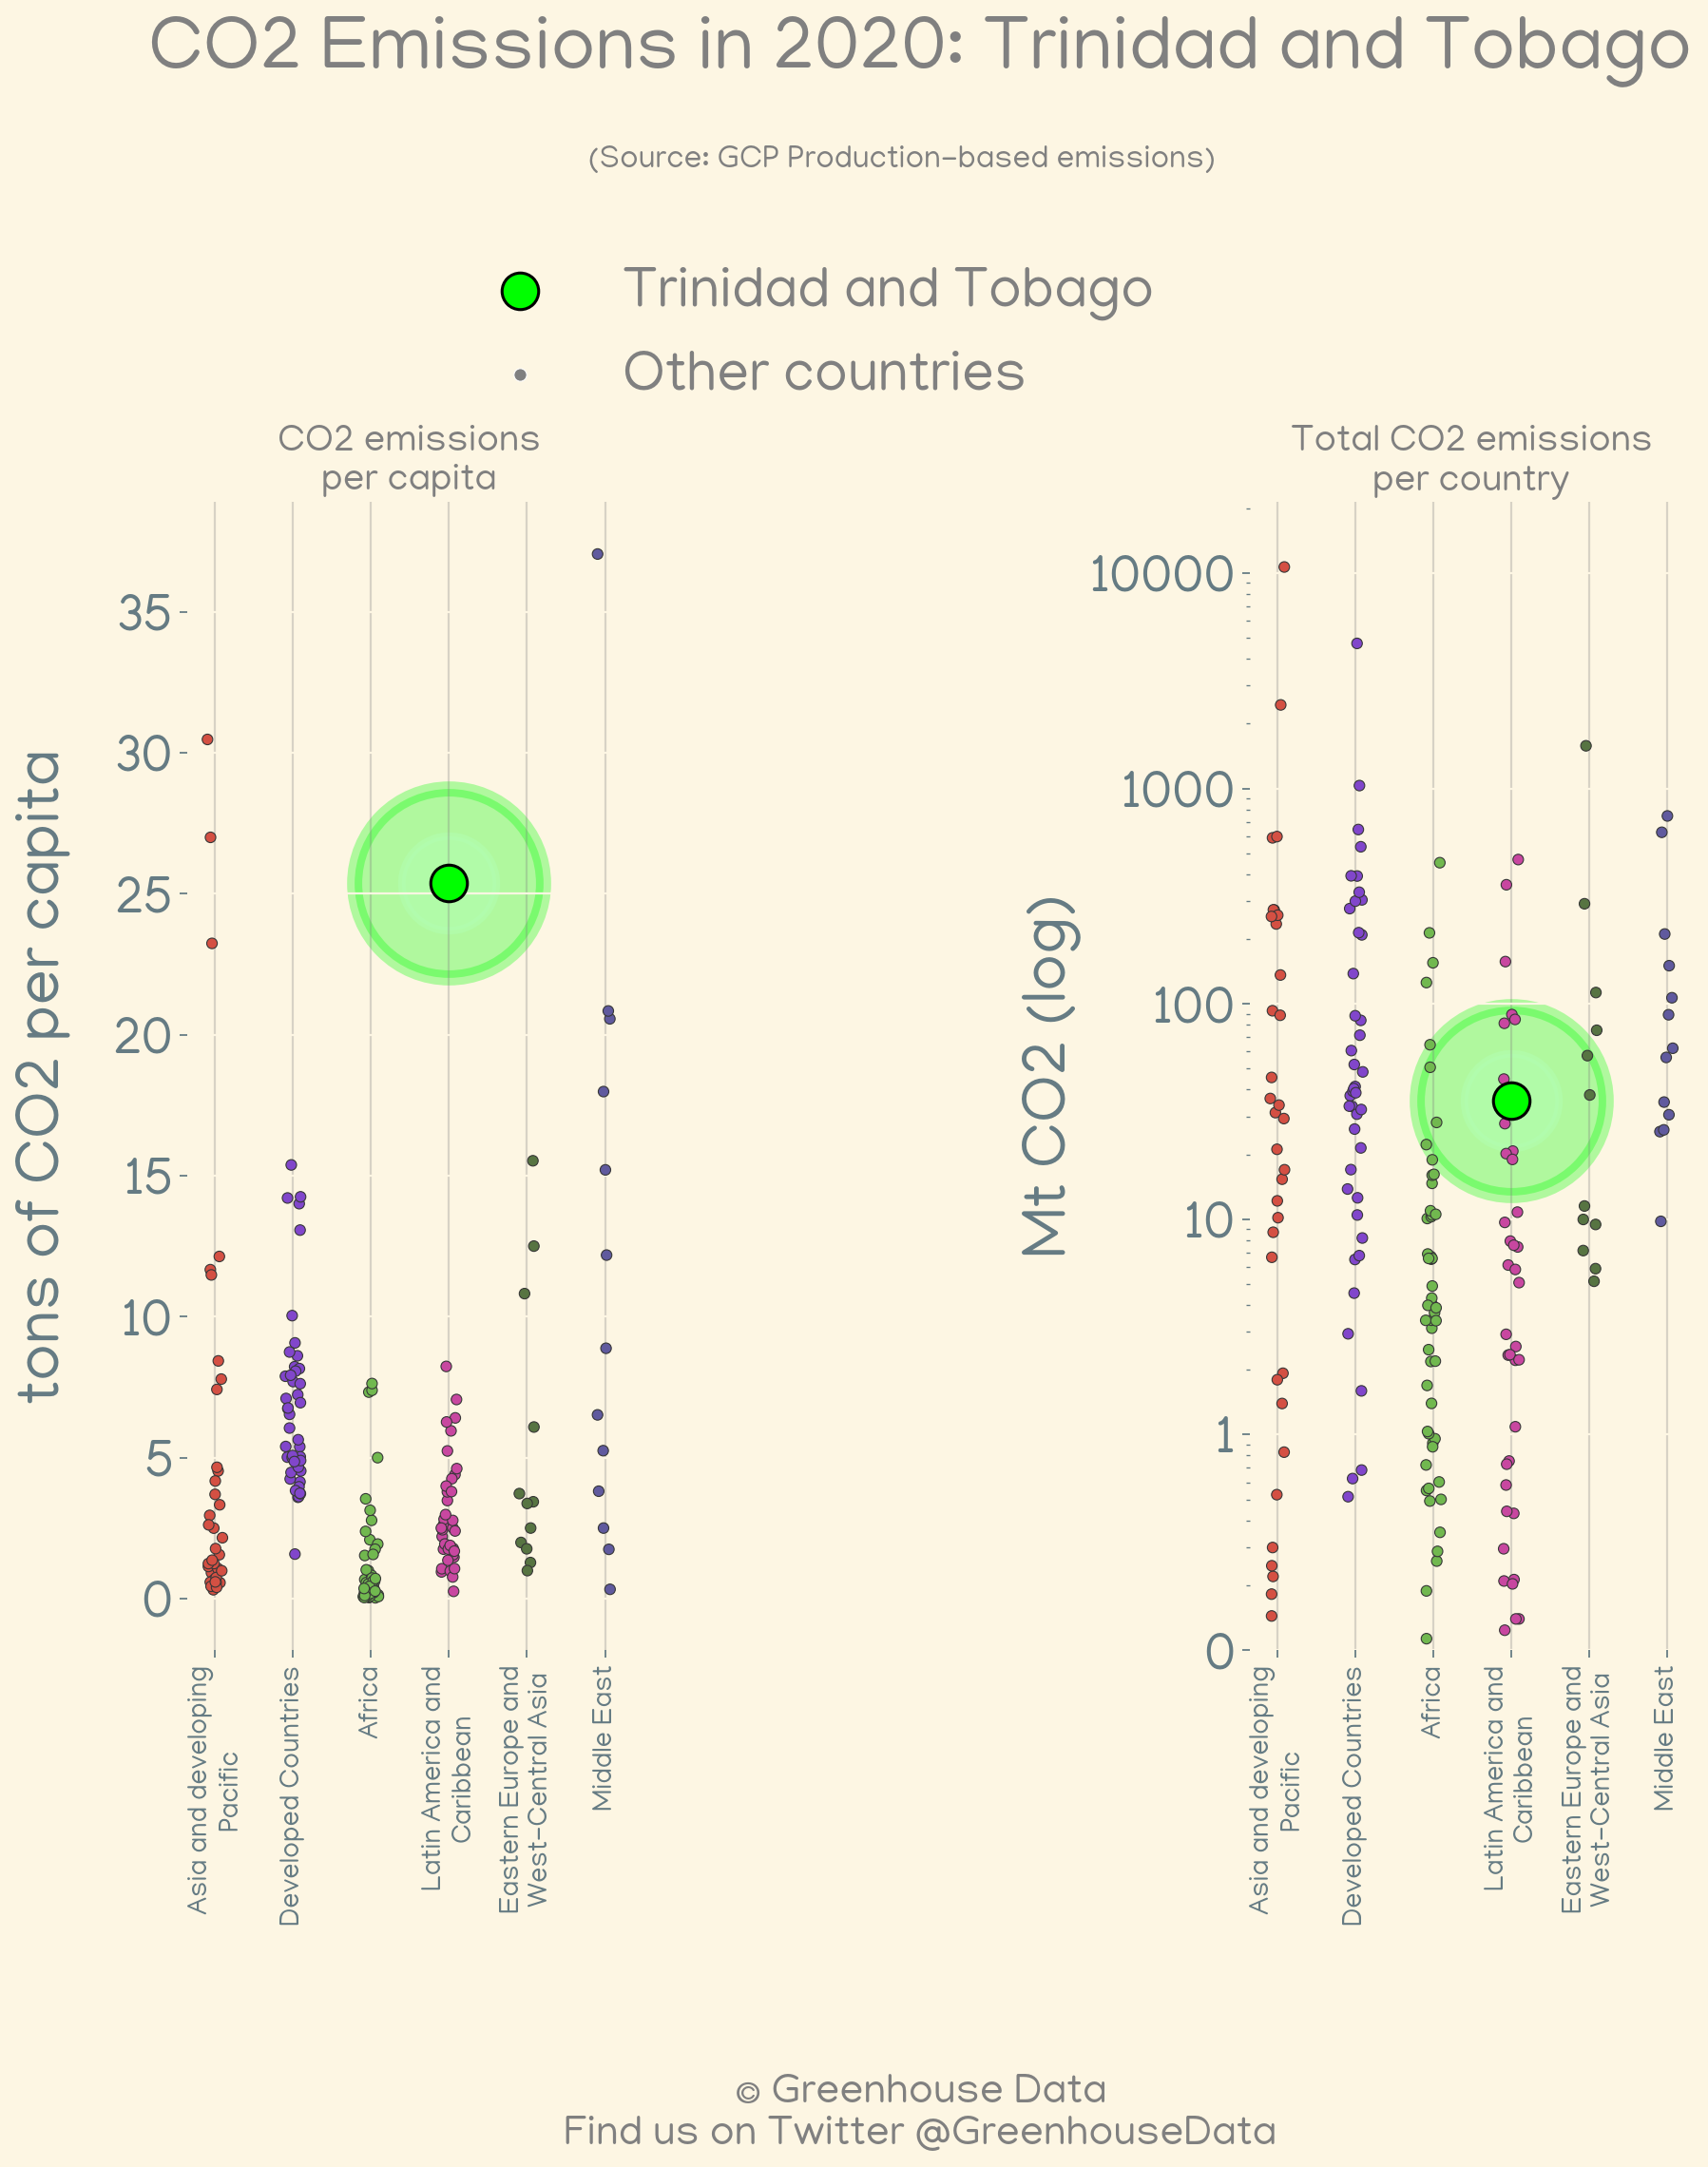 CO2 Emissions in 2020: Trinidad and Tobago
(Source: GCP Production-based emissions)
Trinidad and Tobago
Other countries
CO2 emissions
per capita
tons of CO2 per capita
35
30
25
20
15
10
5
0
Asia and developing
Pacific
Developed Countries
Africa
Latin America and
Caribbean
Eastern Europe and
West-Central Asia
Middle East
Total CO2 emissions
per country
Mt CO2 (log)
10000
1000
100
10
1
0
Asia and developing
Pacific
Developed Countries
Africa
Latin America and
Caribbean
Eastern Europe and
West-Central Asia
Middle East
© Greenhouse Data
Find us on Twitter @GreenhouseData